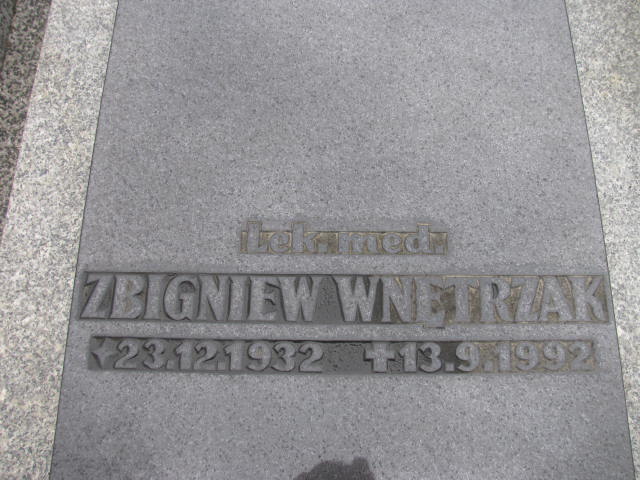 Lek. med.
ZBIGNIEW WNĘTRZAK
✦23.12.1932 ✝13.9.1992